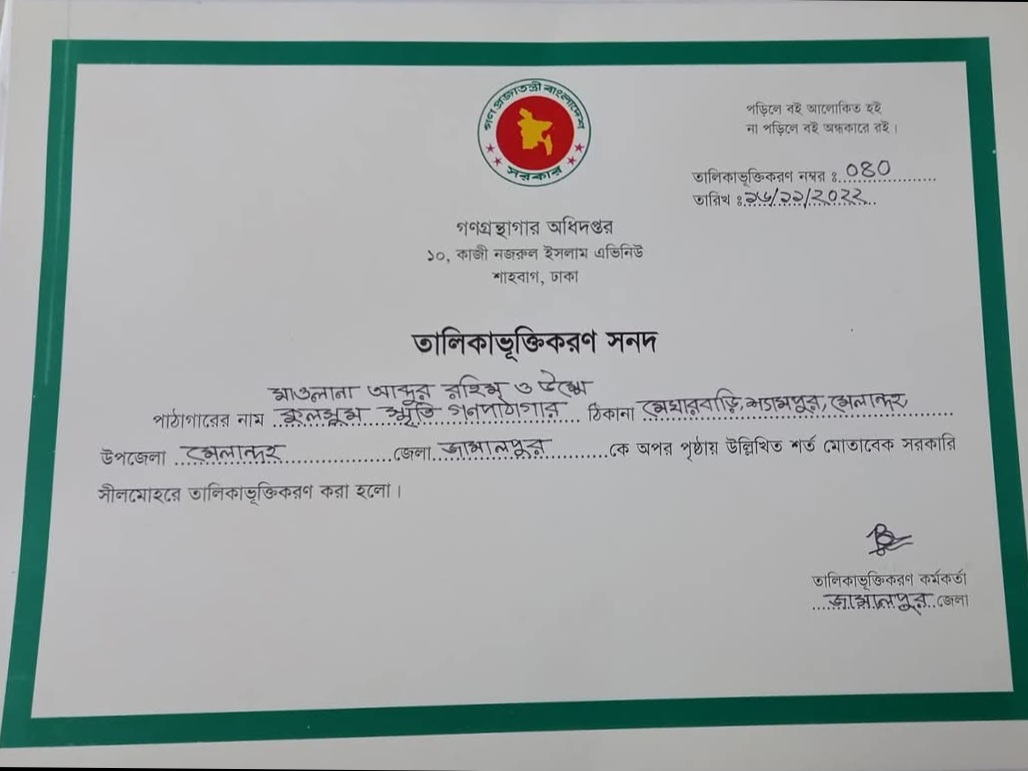 গণপ্রজাতন্ত্রী বাংলাদেশ
সরকার
পড়িলে বই আলোকিত হই
না পড়িলে বই অন্ধকারে রই।
তালিকাভূক্তিকরণ নম্বর ঃ ০৪০
তারিখ ঃ ২৬/১১/২০২২
গণগ্রন্থাগার অধিদপ্তর
১০, কাজী নজরুল ইসলাম এভিনিউ
শাহবাগ, ঢাকা
তালিকাভূক্তিকরণ সনদ
মাওলানা আব্দুর রহিম ও উম্মে
পাঠাগারের নাম কুলসুম স্মৃতি গনপাঠাগার ঠিকানা মেঘারবাড়ি, শ্যামপুর, মেলান্দহ
উপজেলা মেলান্দহ জেলা জামালপুর কে অপর পৃষ্ঠায় উল্লিখিত শর্ত মোতাবেক সরকারি
সীলমোহরে তালিকাভূক্তিকরণ করা হলো।
তালিকাভূক্তিকরণ কর্মকর্তা
জামালপুর জেলা